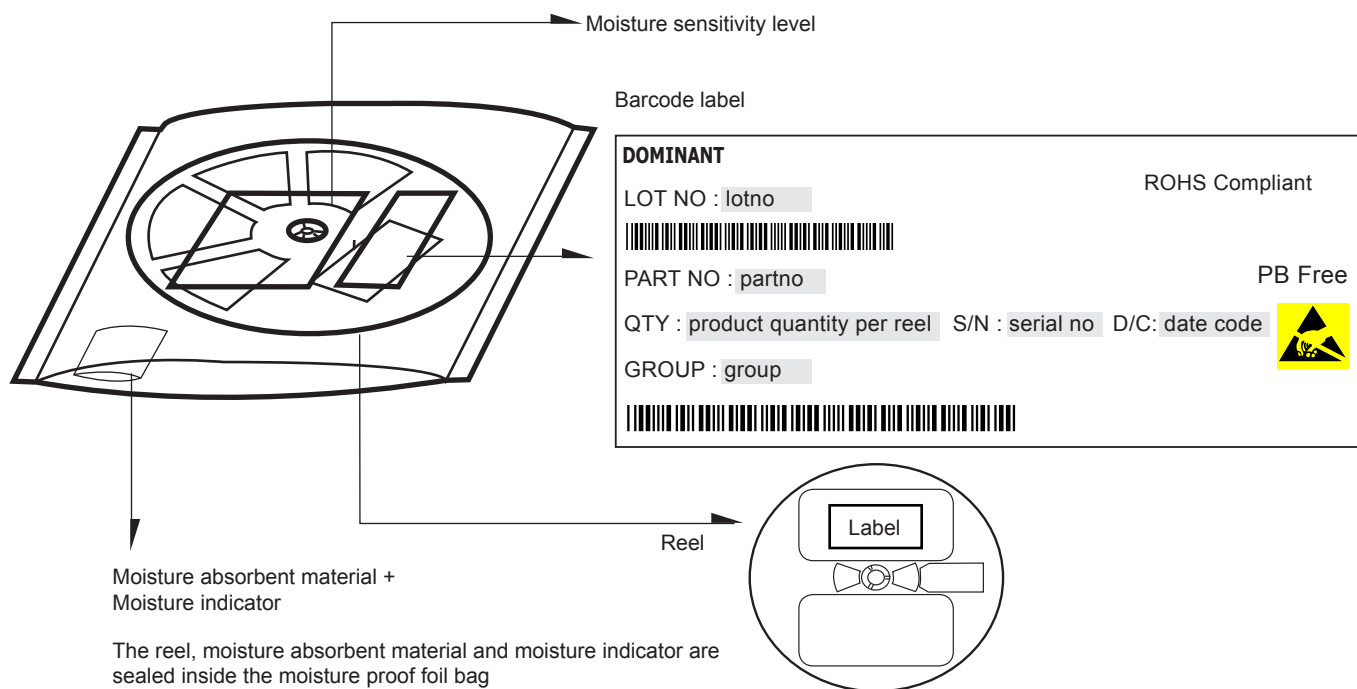 Moisture sensitivity level
Barcode label
DOMINANT
ROHS Compliant
LOT NO : lotno
PART NO : partno
PB Free
QTY : product quantity per reel S/N : serial no D/C: date code
GROUP : group
Label
Reel
Moisture absorbent material +
Moisture indicator
The reel, moisture absorbent material and moisture indicator are
sealed inside the moisture proof foil bag